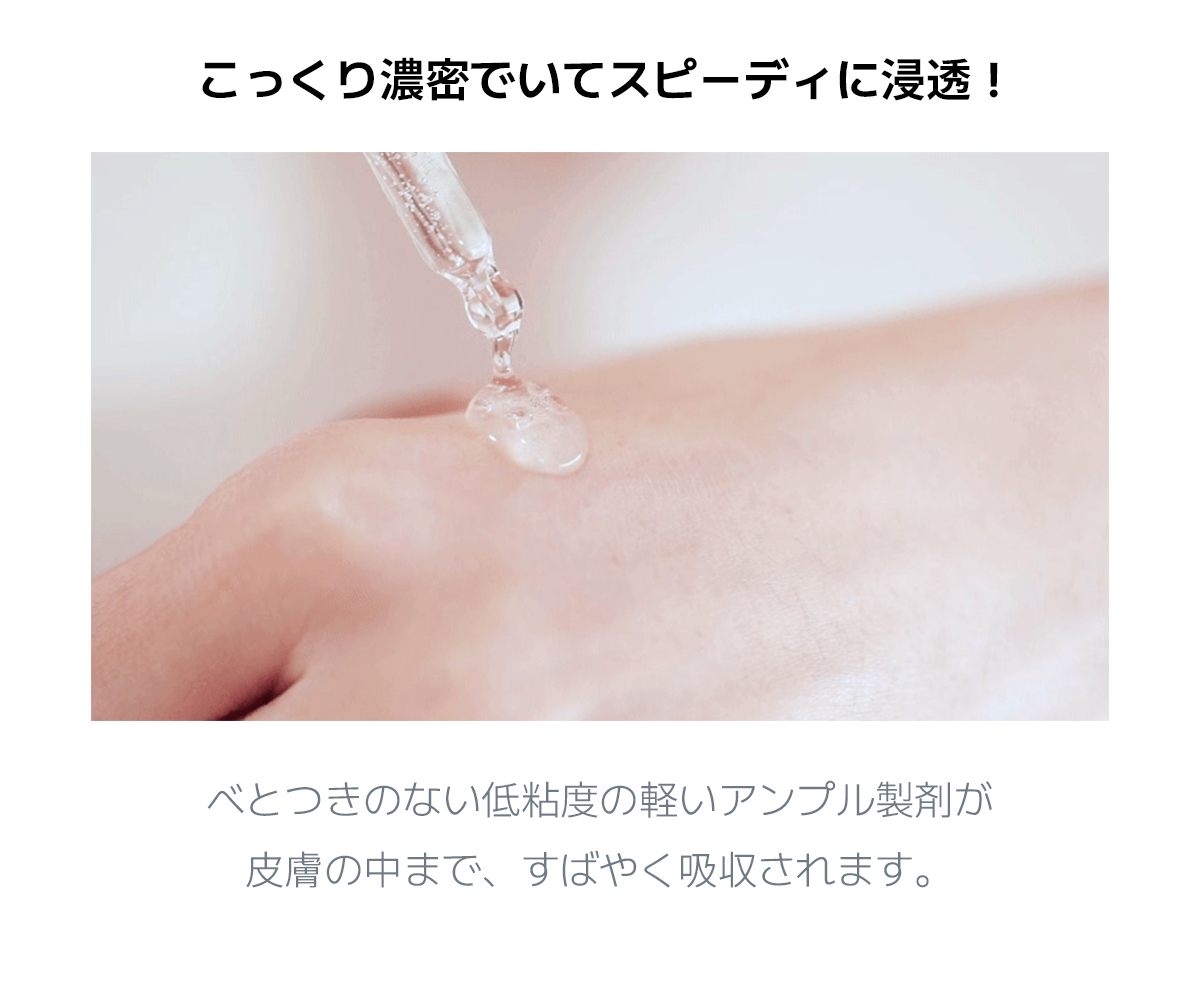 こっくり濃密でいてスピーディに浸透！
べとつきのない低粘度の軽いアンプル製剤が
皮膚の中まで、すばやく吸収されます。